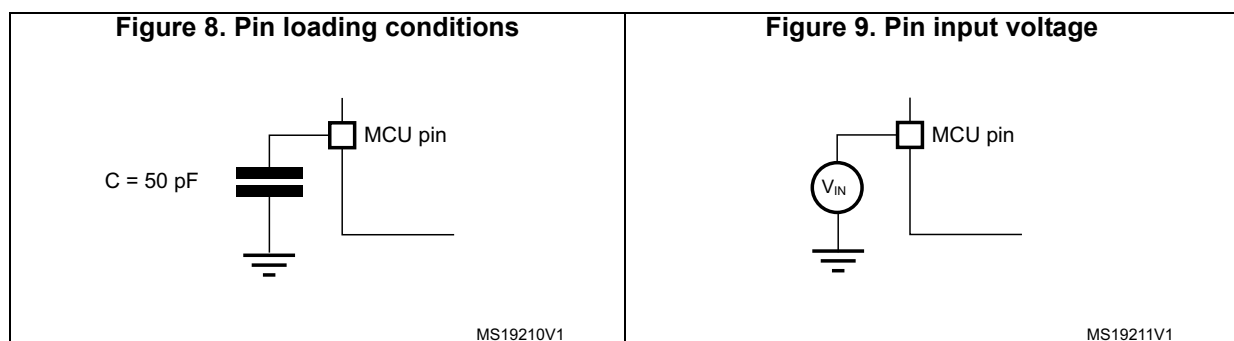 Figure 8. Pin loading conditions
MCU pin
C = 50 pF
MS19210V1
Figure 9. Pin input voltage
MCU pin
VIN
MS19211V1